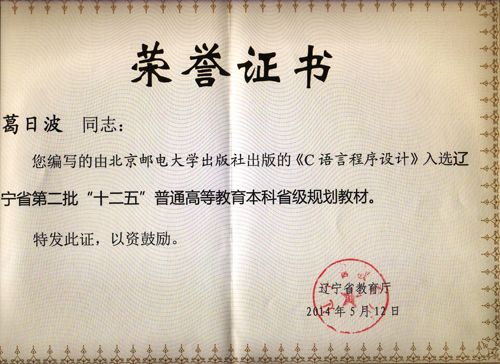 荣誉证书
葛日波 同志：
您编写的由北京邮电大学出版社出版的《C 语言程序设计》入选辽
宁省第二批“十二五”普通高等教育本科省级规划教材。
特发此证，以资鼓励。
辽宁省教育厅
2014 年 5 月 12 日